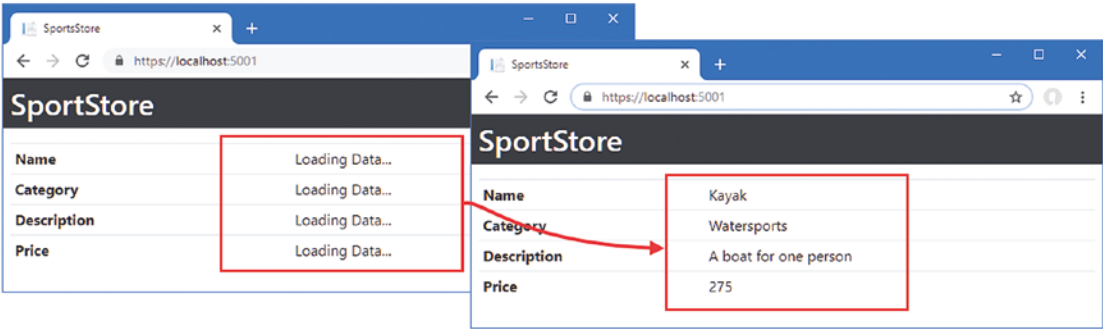 SportsStore
https://localhost:5001
SportStore
Name Loading Data...
Category Loading Data...
Description Loading Data...
Price Loading Data...
SportsStore
https://localhost:5001
SportStore
Name Kayak
Category Watersports
Description A boat for one person
Price 275